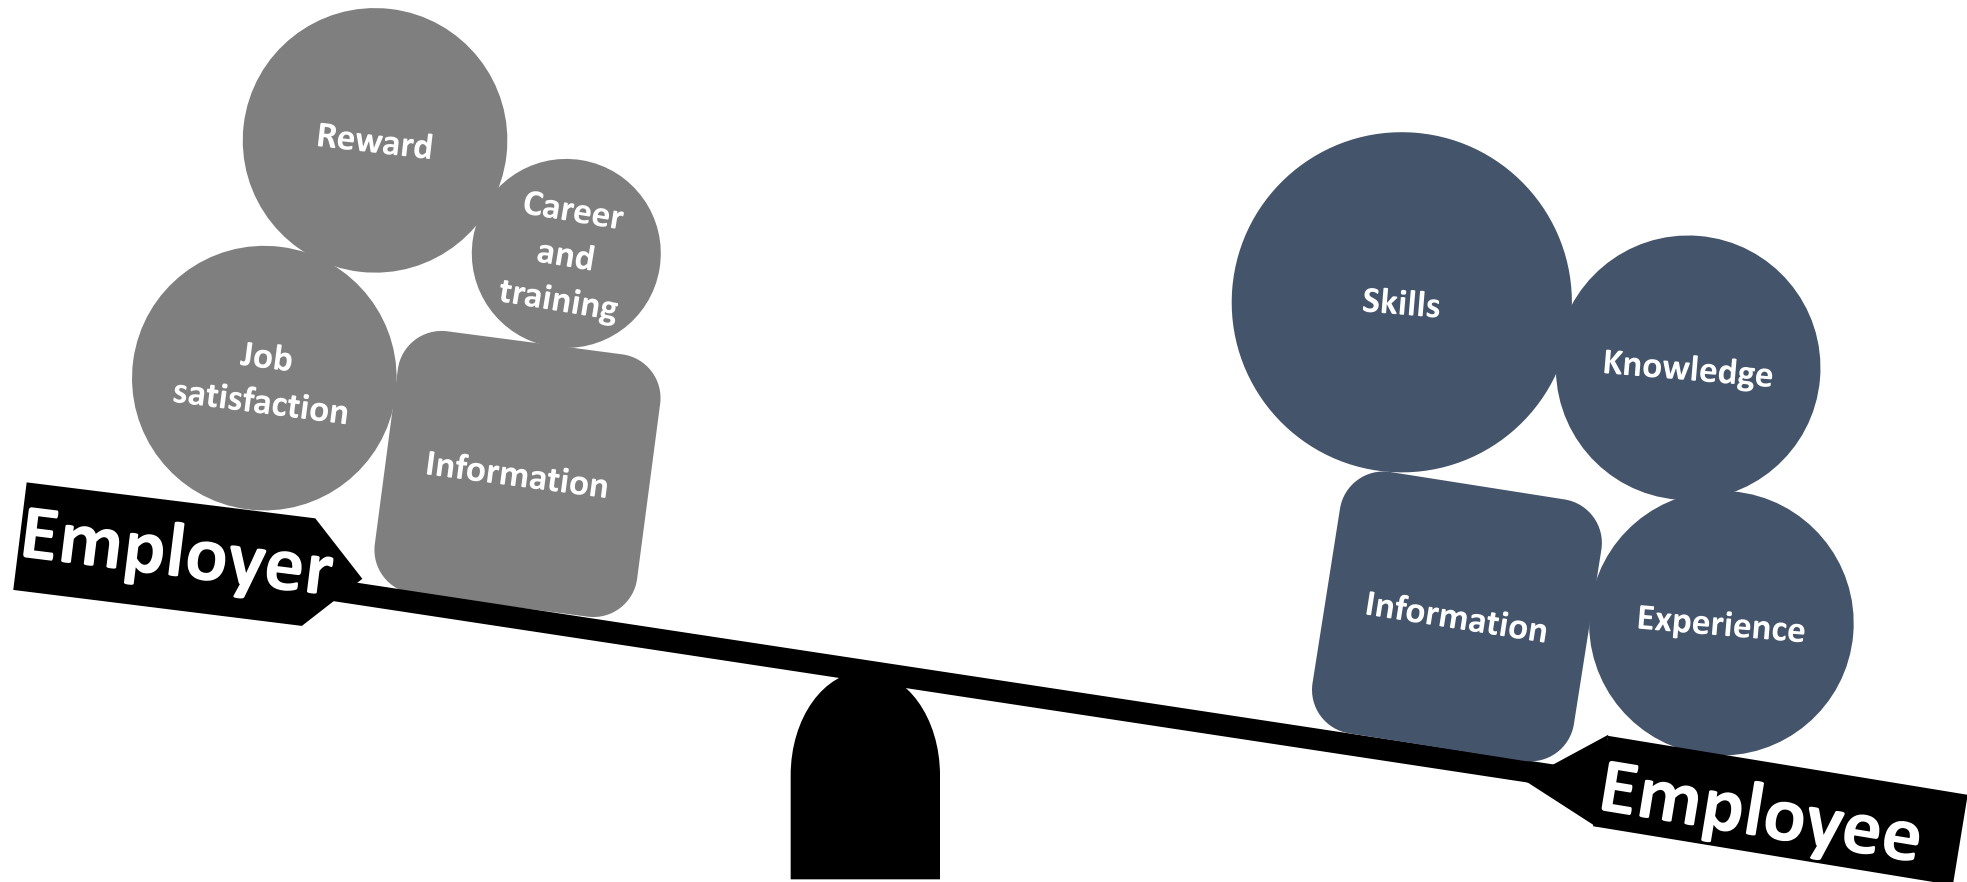 Reward
Career
and
training
Job
satisfaction
Information
Employer
Skills
Knowledge
Information
Experience
Employee